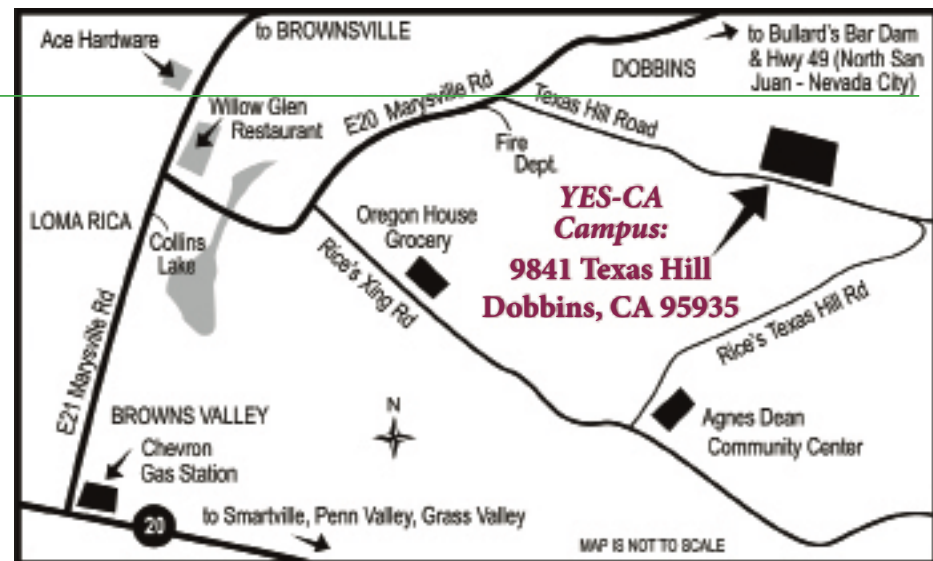 to BROWNSVILLE
Ace Hardware
to Bullard's Bar Dam
& Hwy 49 (North San
Juan - Nevada City)
DOBBINS
E20 Marysville Rd
Texas Hill Road
Willow Glen
Restaurant
Fire
Dept.
YES-CA
Campus:
9841 Texas Hill
Dobbins, CA 95935
LOMA RICA
Collins
Lake
Oregon House
Grocery
Rice's Xing Rd
Rice's Texas Hill Rd
E21 Marysville Rd
BROWNS VALLEY
Chevron
Gas Station
N
Agnes Dean
Community Center
20
to Smartville, Penn Valley, Grass Valley
MAP IS NOT TO SCALE